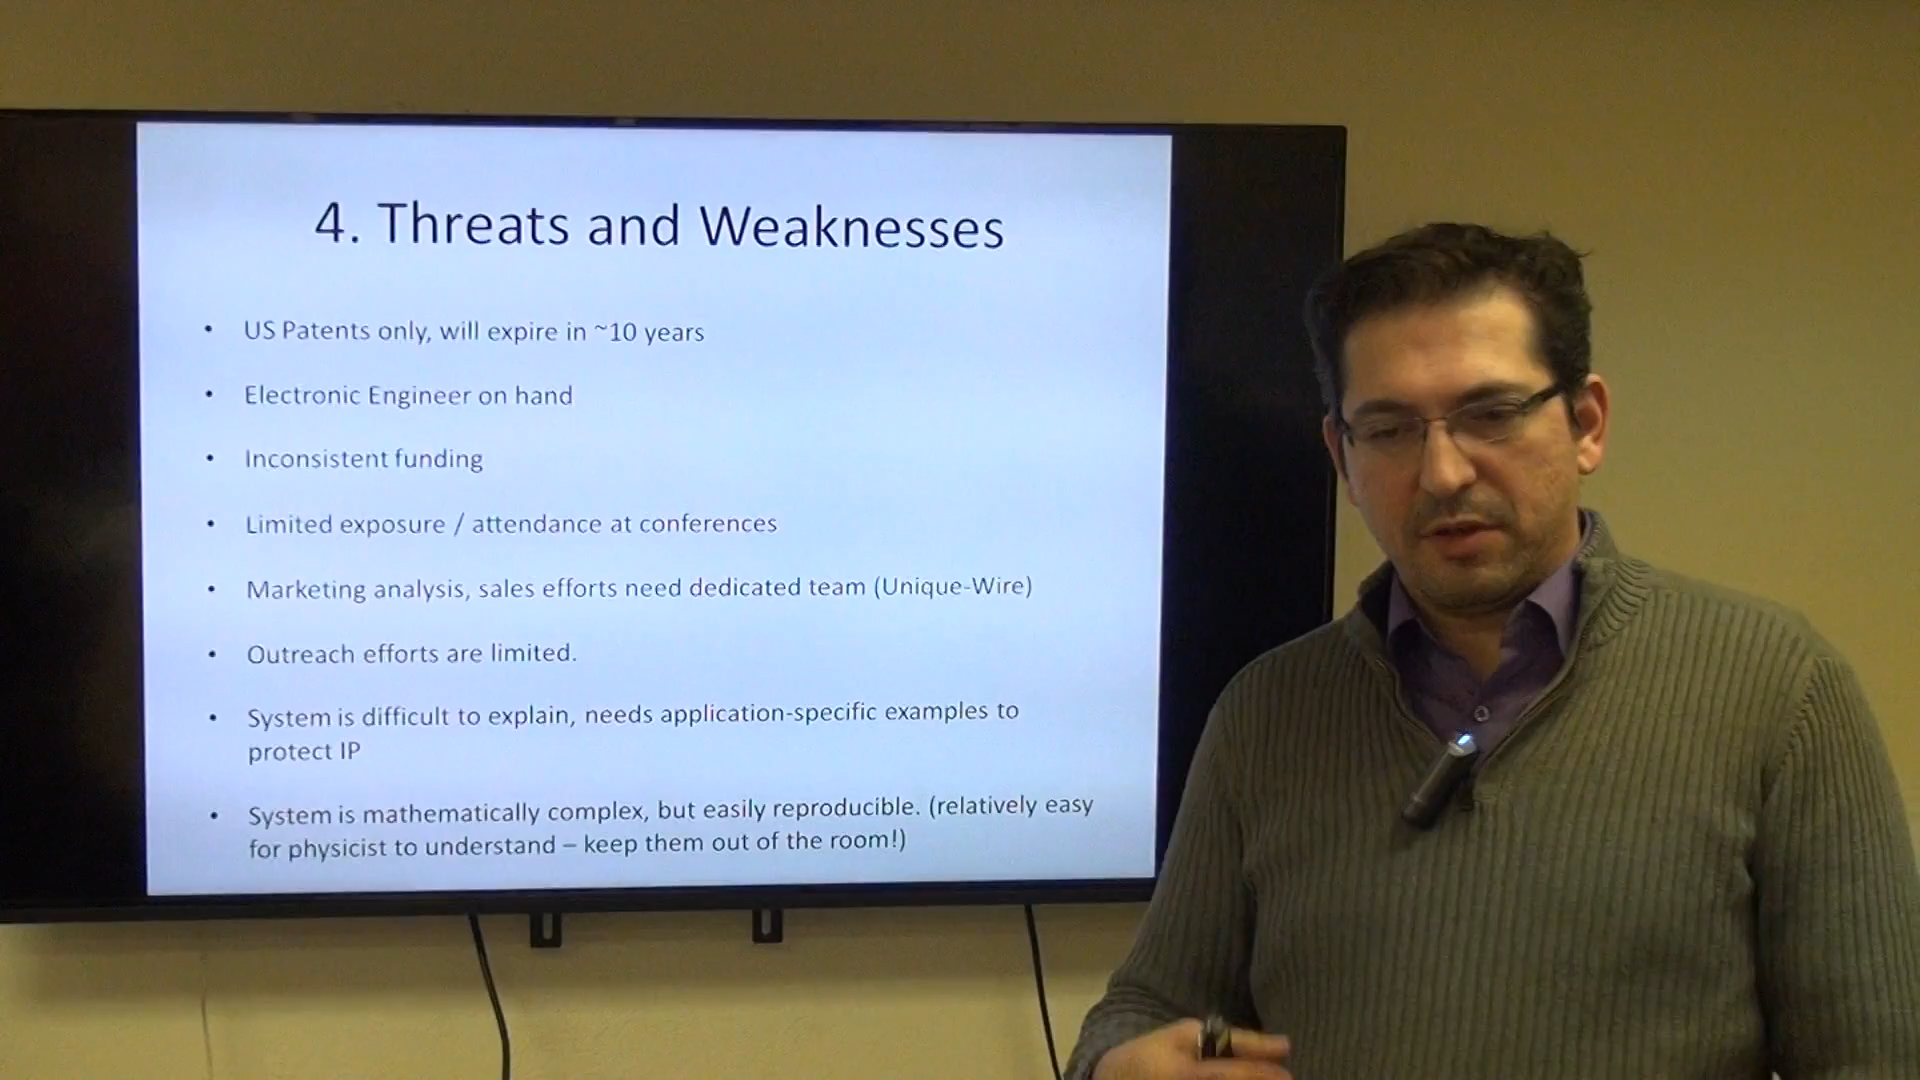 4. Threats and Weaknesses
• US Patents only, will expire in ~10 years
• Electronic Engineer on hand
• Inconsistent funding
• Limited exposure / attendance at conferences
• Marketing analysis, sales efforts need dedicated team (Unique-Wire)
• Outreach efforts are limited.
• System is difficult to explain, needs application-specific examples to
protect IP
• System is mathematically complex, but easily reproducible. (relatively easy
for physicist to understand – keep them out of the room!)